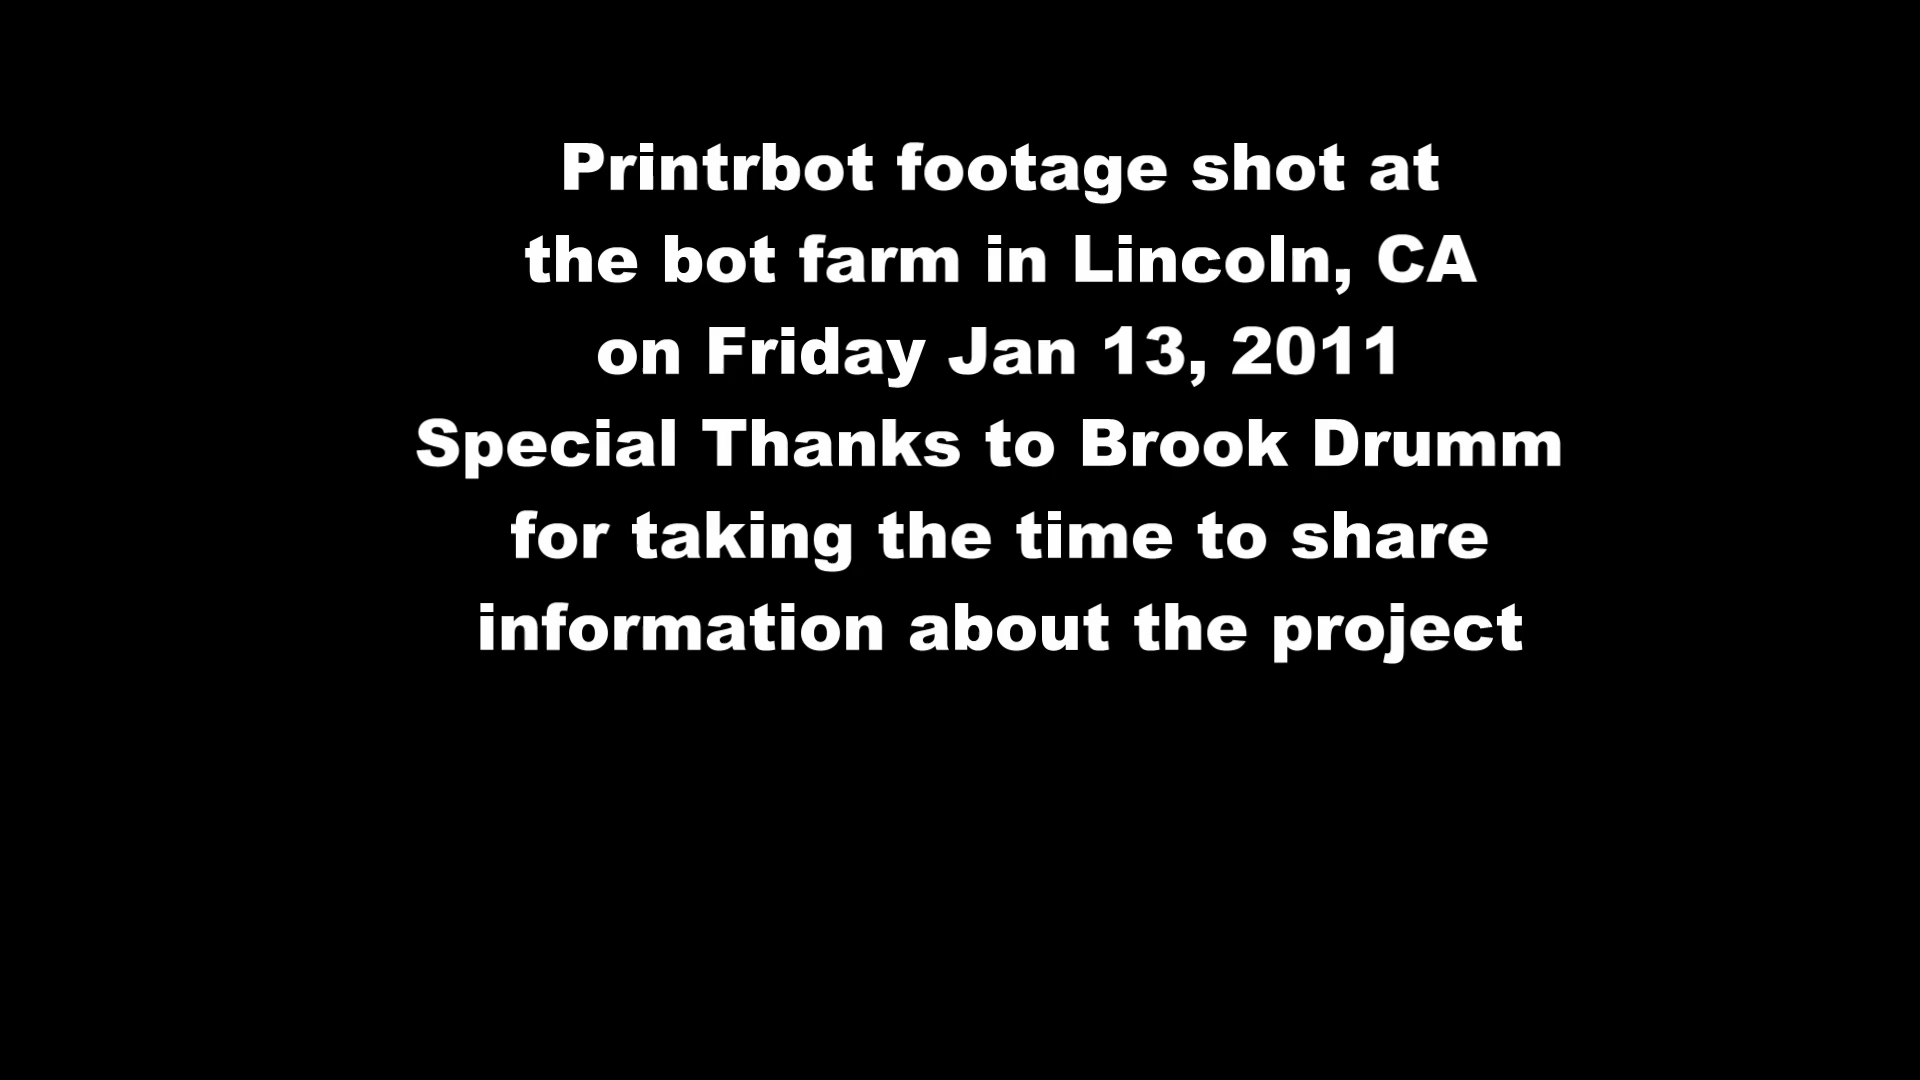 Printrbot footage shot at
the bot farm in Lincoln, CA
on Friday Jan 13, 2011
Special Thanks to Brook Drumm
for taking the time to share
information about the project